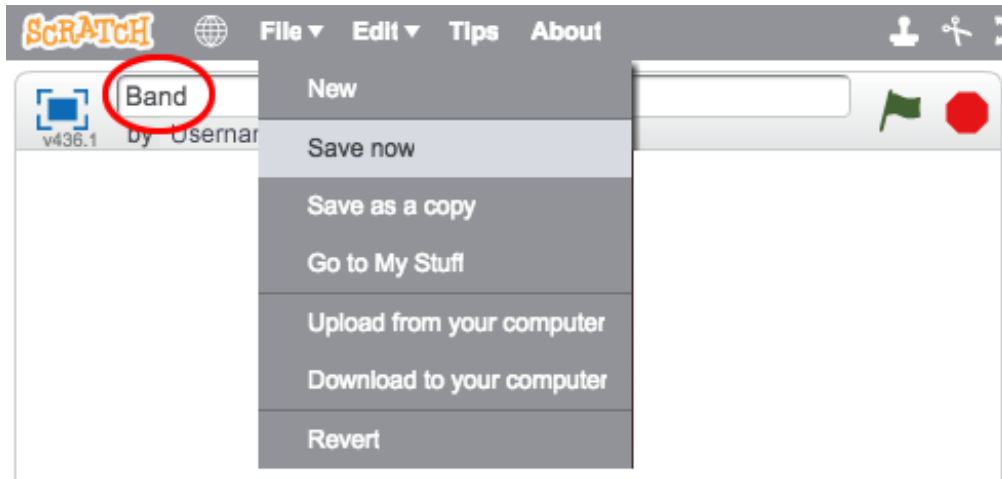 SCRATCH File Edit Tips About
Band
v436.1 by
New
Save now
Save as a copy
Go to My Stuff
Upload from your computer
Download to your computer
Revert